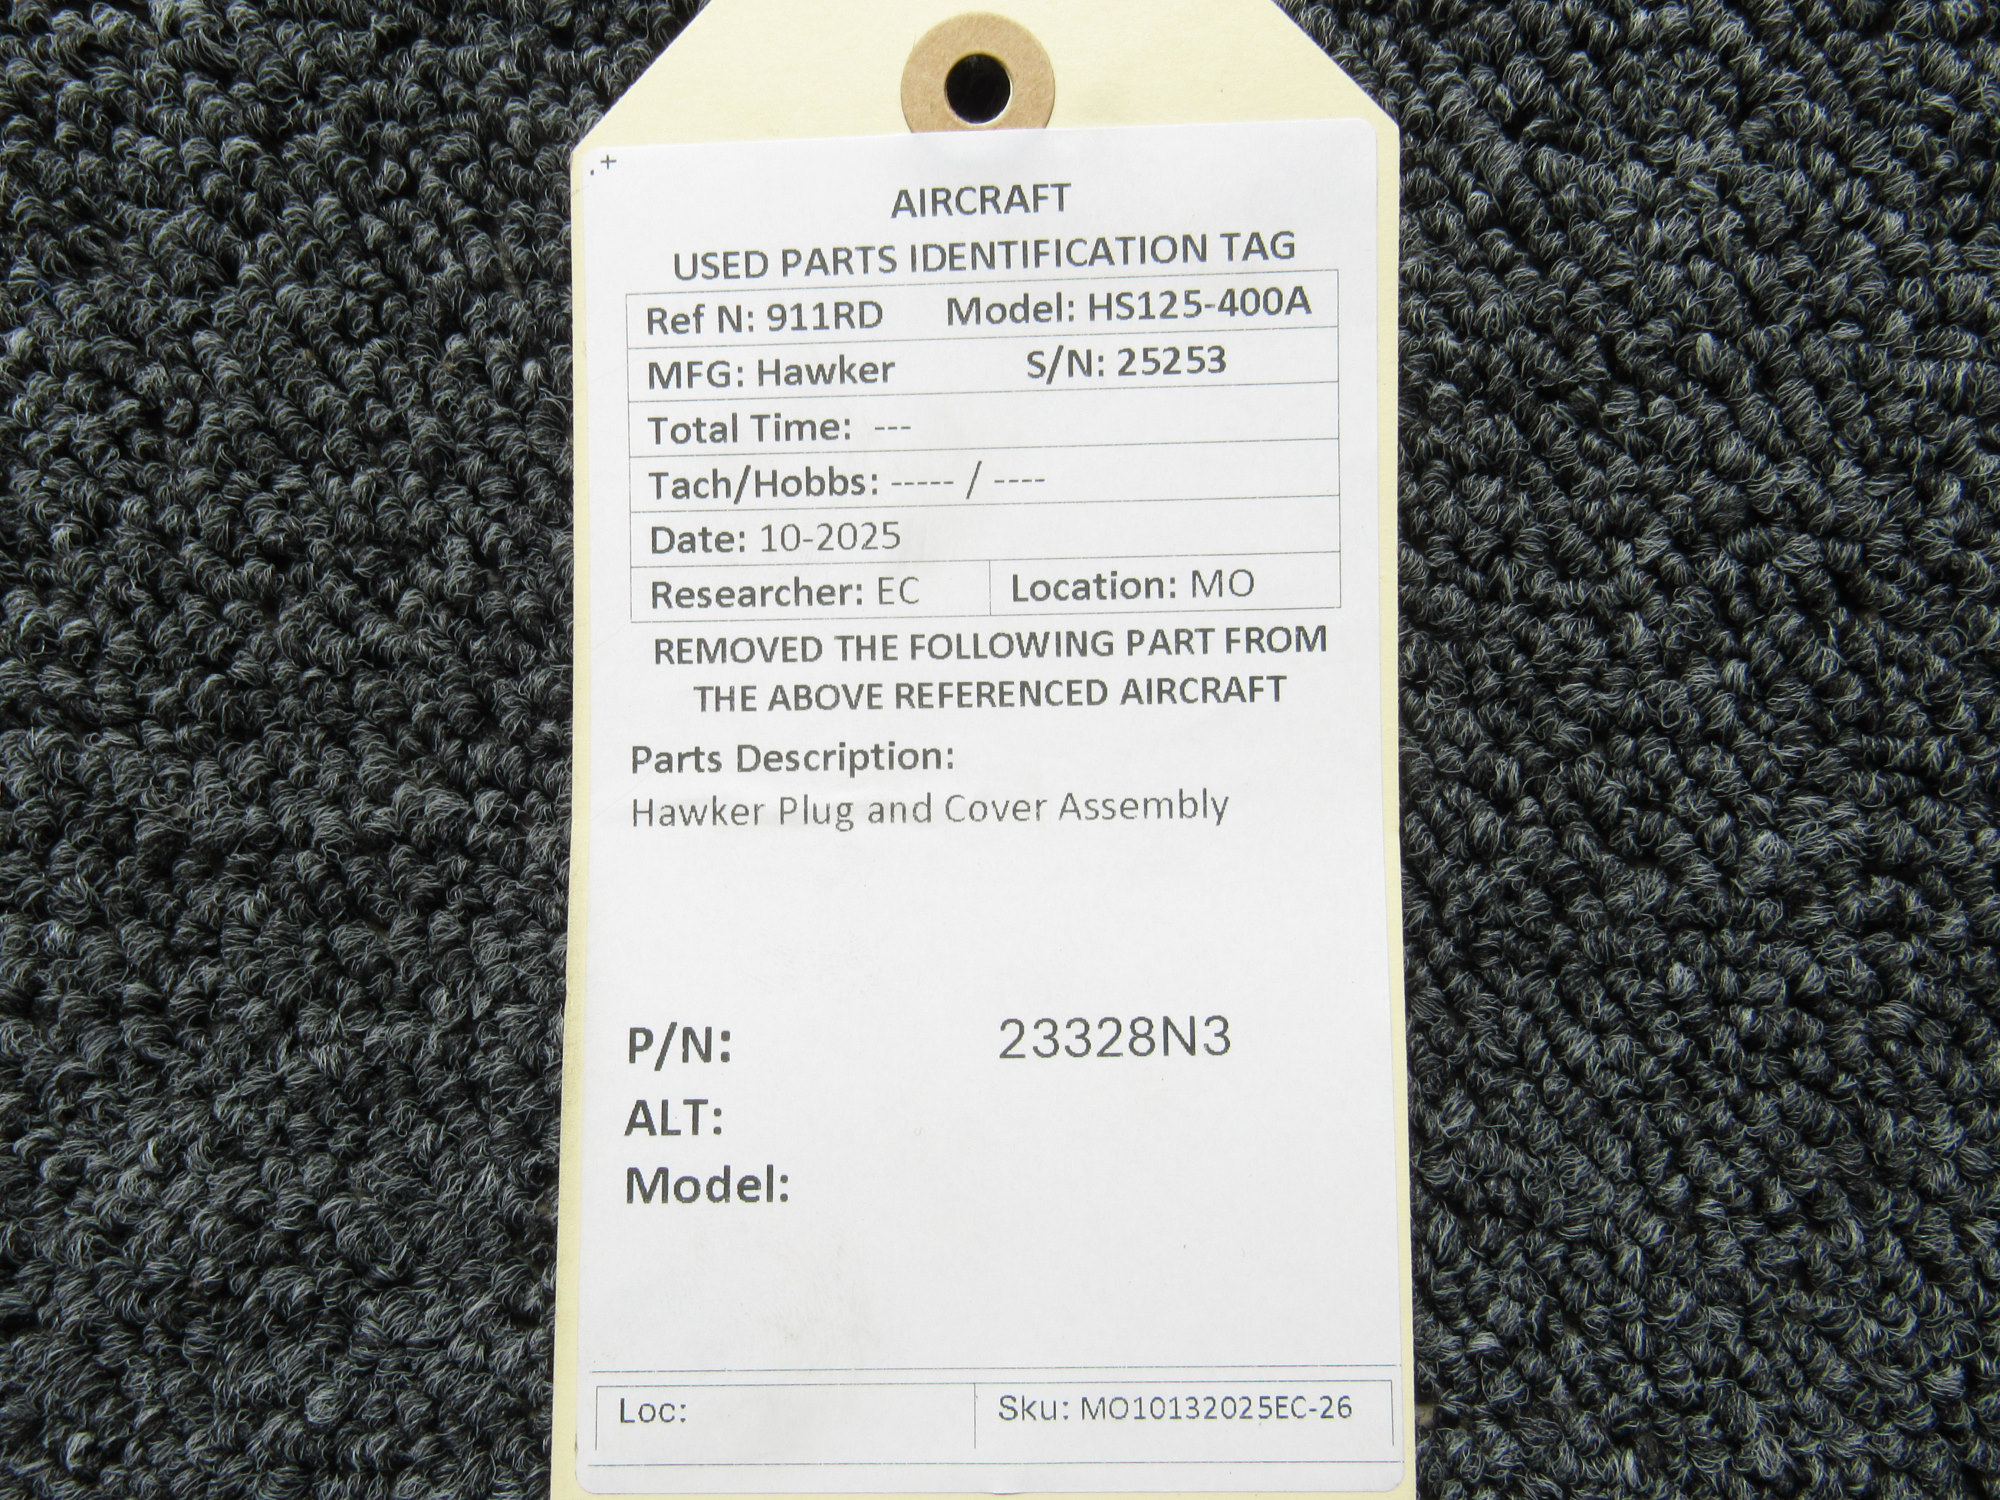 .+
AIRCRAFT
USED PARTS IDENTIFICATION TAG
Ref N: 911RD Model: HS125-400A
MFG: Hawker S/N: 25253
Total Time: ---
Tach/Hobbs: ----- / ----
Date: 10-2025
Researcher: EC Location: MO
REMOVED THE FOLLOWING PART FROM
THE ABOVE REFERENCED AIRCRAFT
Parts Description:
Hawker Plug and Cover Assembly
P/N: 23328N3
ALT:
Model:
Loc: Sku: MO10132025EC-26